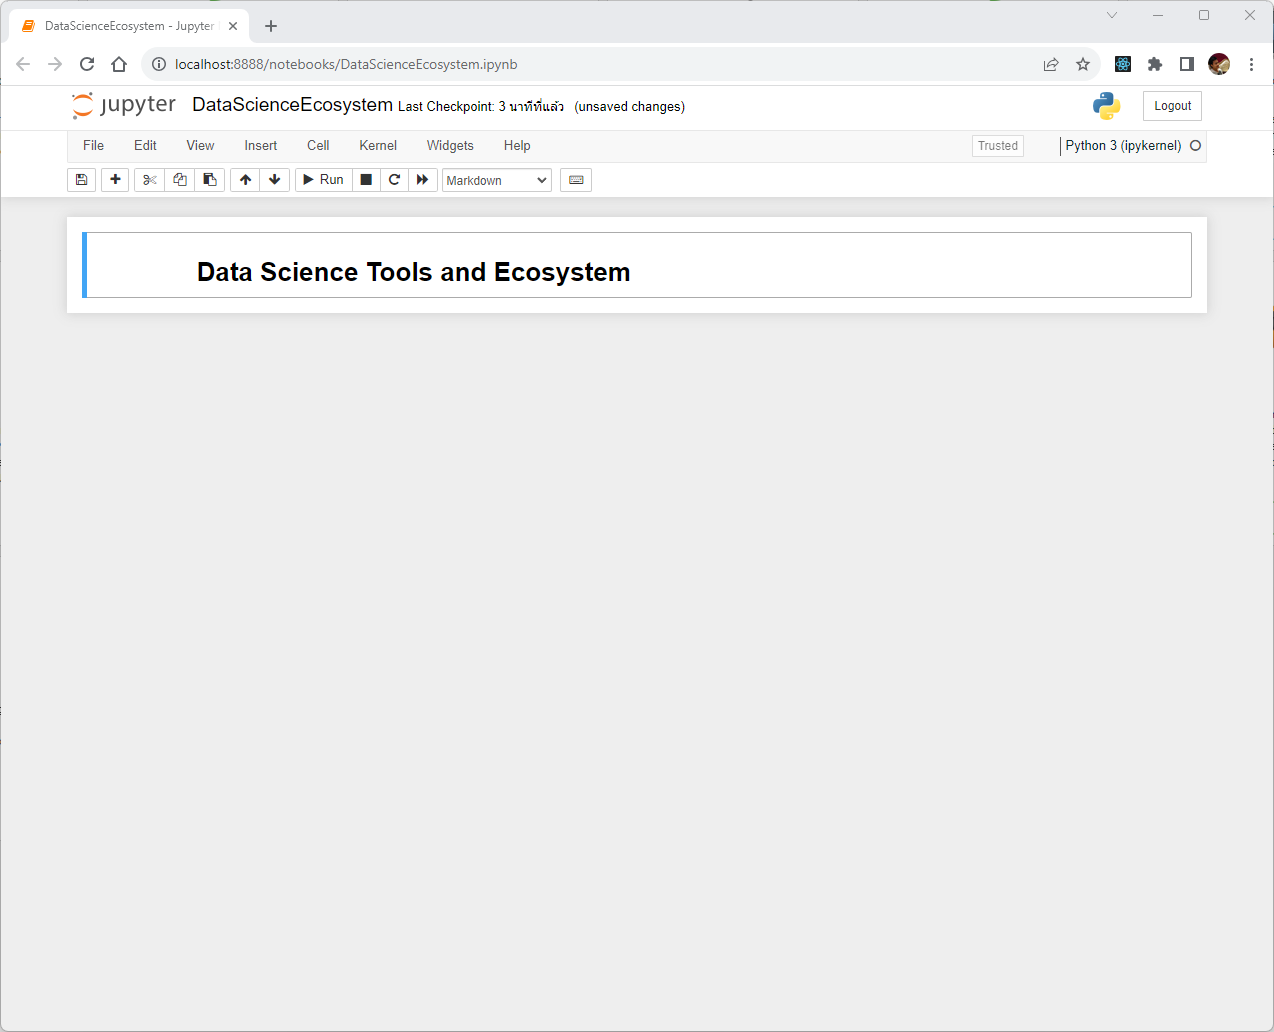 DataScienceEcosystem - Jupyter
localhost:8888/notebooks/DataScienceEcosystem.ipynb
jupyter DataScienceEcosystem Last Checkpoint: 3 นาทีที่แล้ว (unsaved changes) Logout
File Edit View Insert Cell Kernel Widgets Help Trusted Python 3 (ipykernel)
Run Markdown
Data Science Tools and Ecosystem